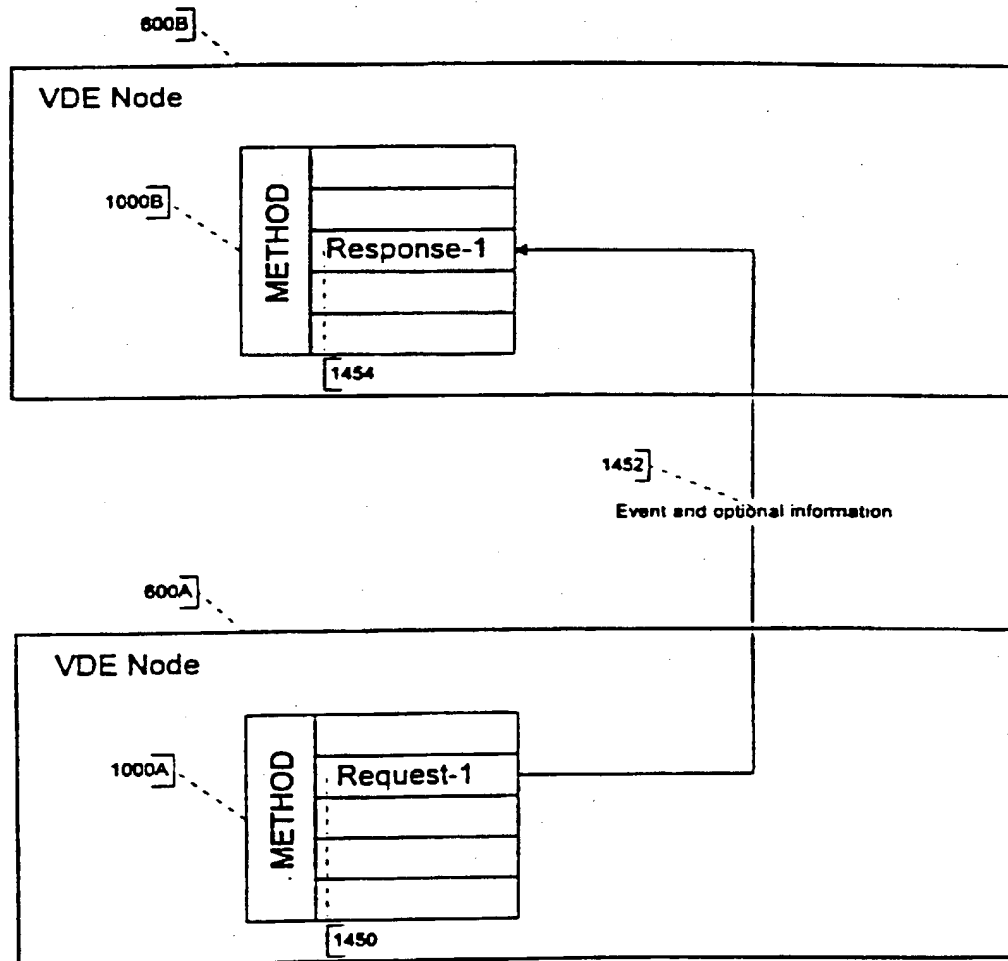 600B
VDE Node
1000B
METHOD
Response-1
1454
1452
Event and optional information
600A
VDE Node
1000A
METHOD
Request-1
1450